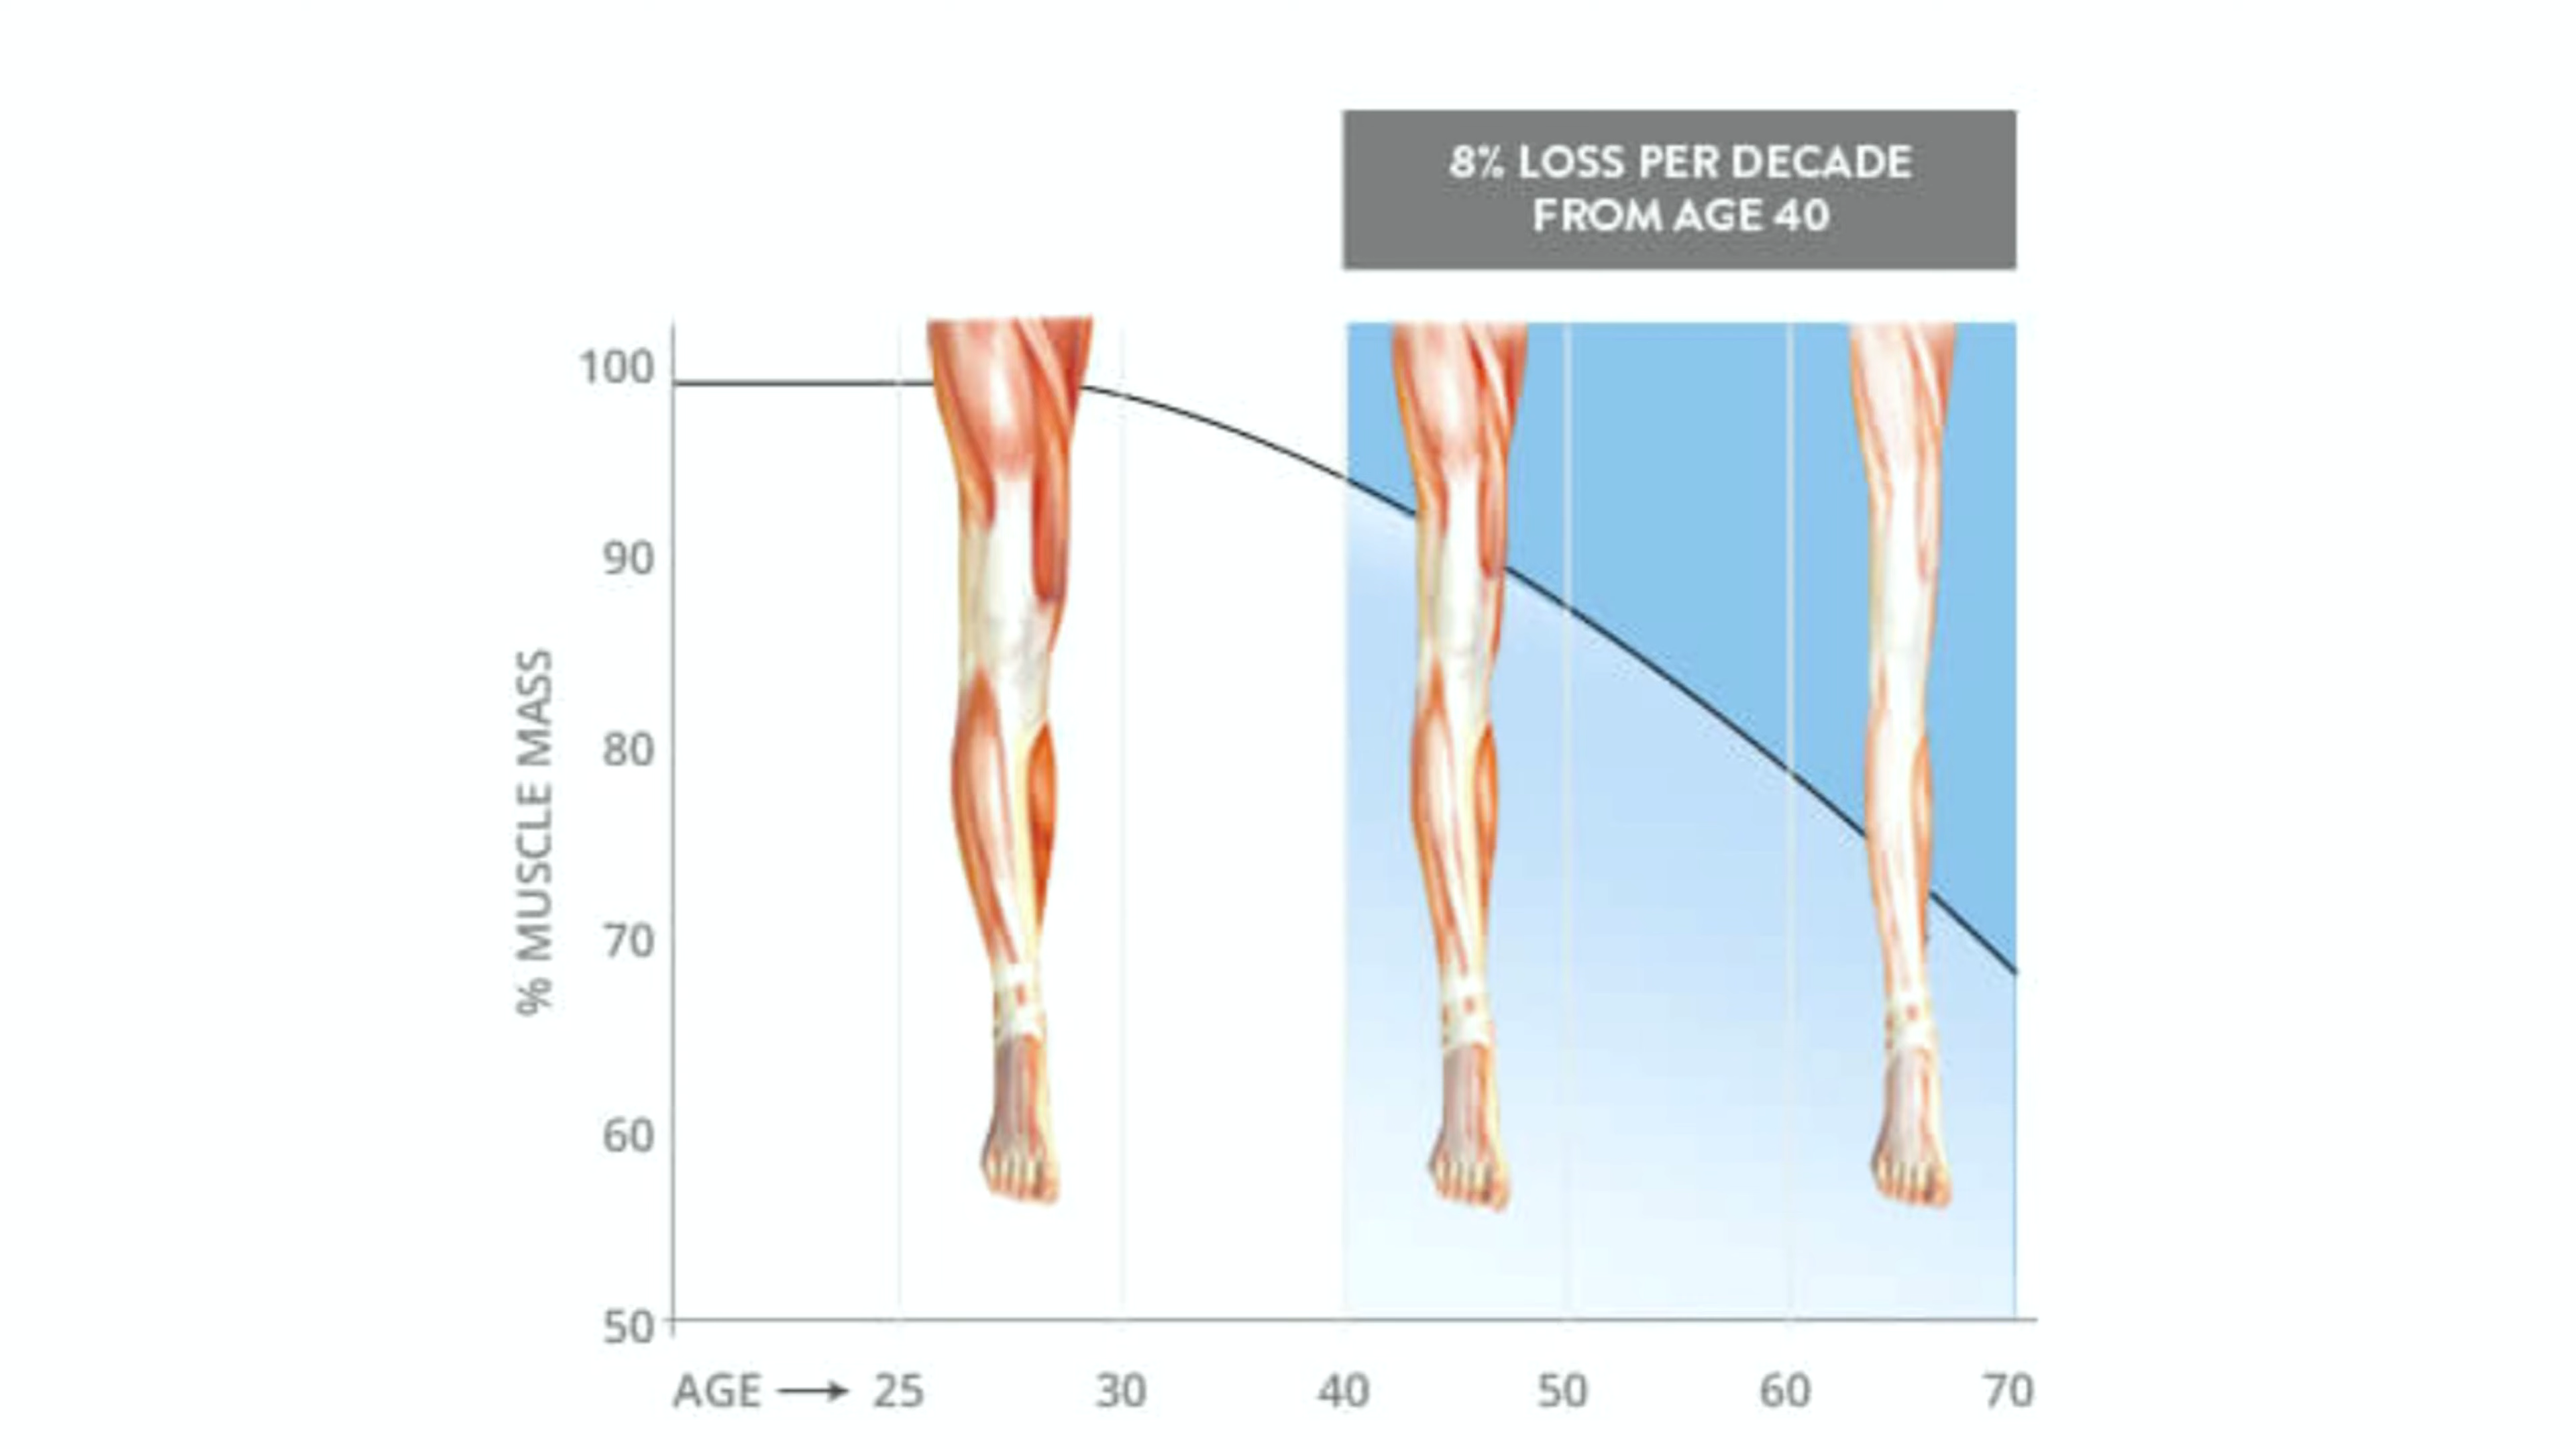 8% LOSS PER DECADE
FROM AGE 40
100
90
80
70
60
50
% MUSCLE MASS
AGE → 25 30 40 50 60 70